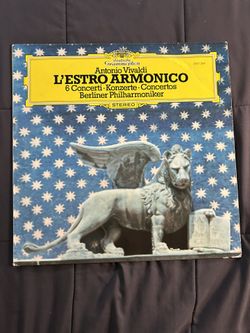 Deutsche
Grammophon
Antonio Vivaldi
L'ESTRO ARMONICO
6 Concerti·Konzerte·Concertos
Berliner Philharmoniker
STEREO